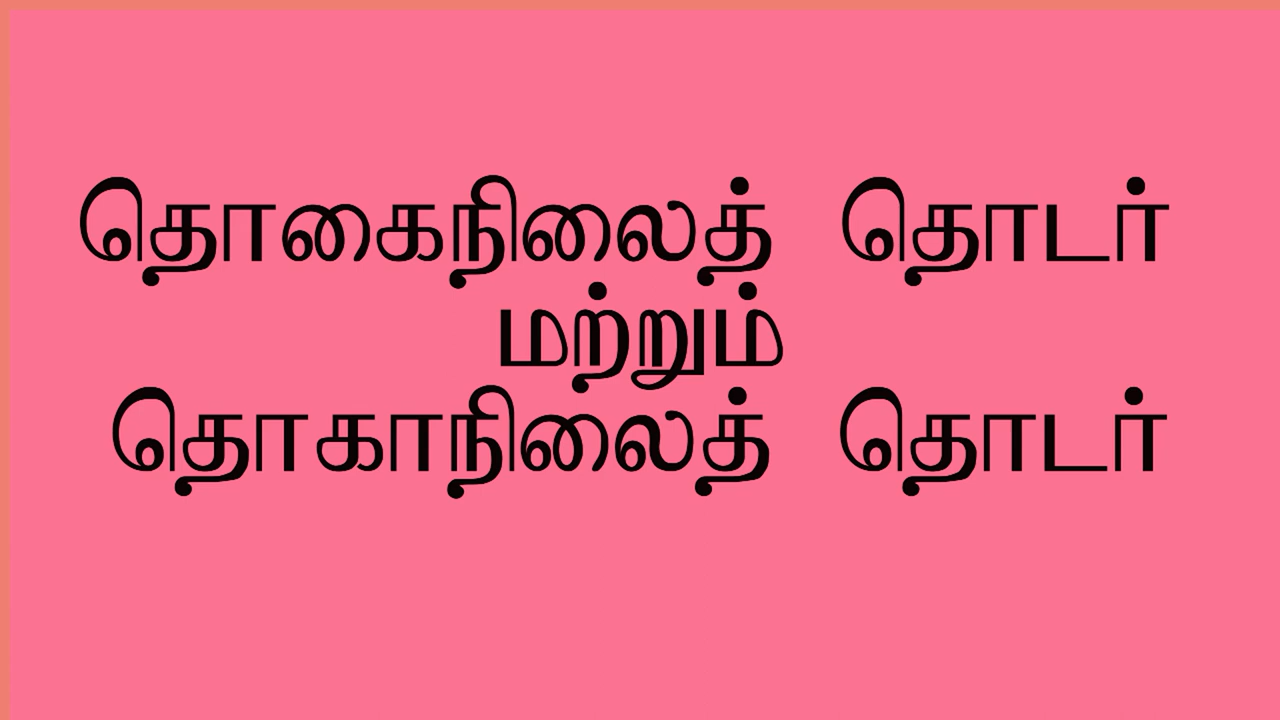 தொகைநிலைத் தொடர்
மற்றும்
தொகாநிலைத் தொடர்